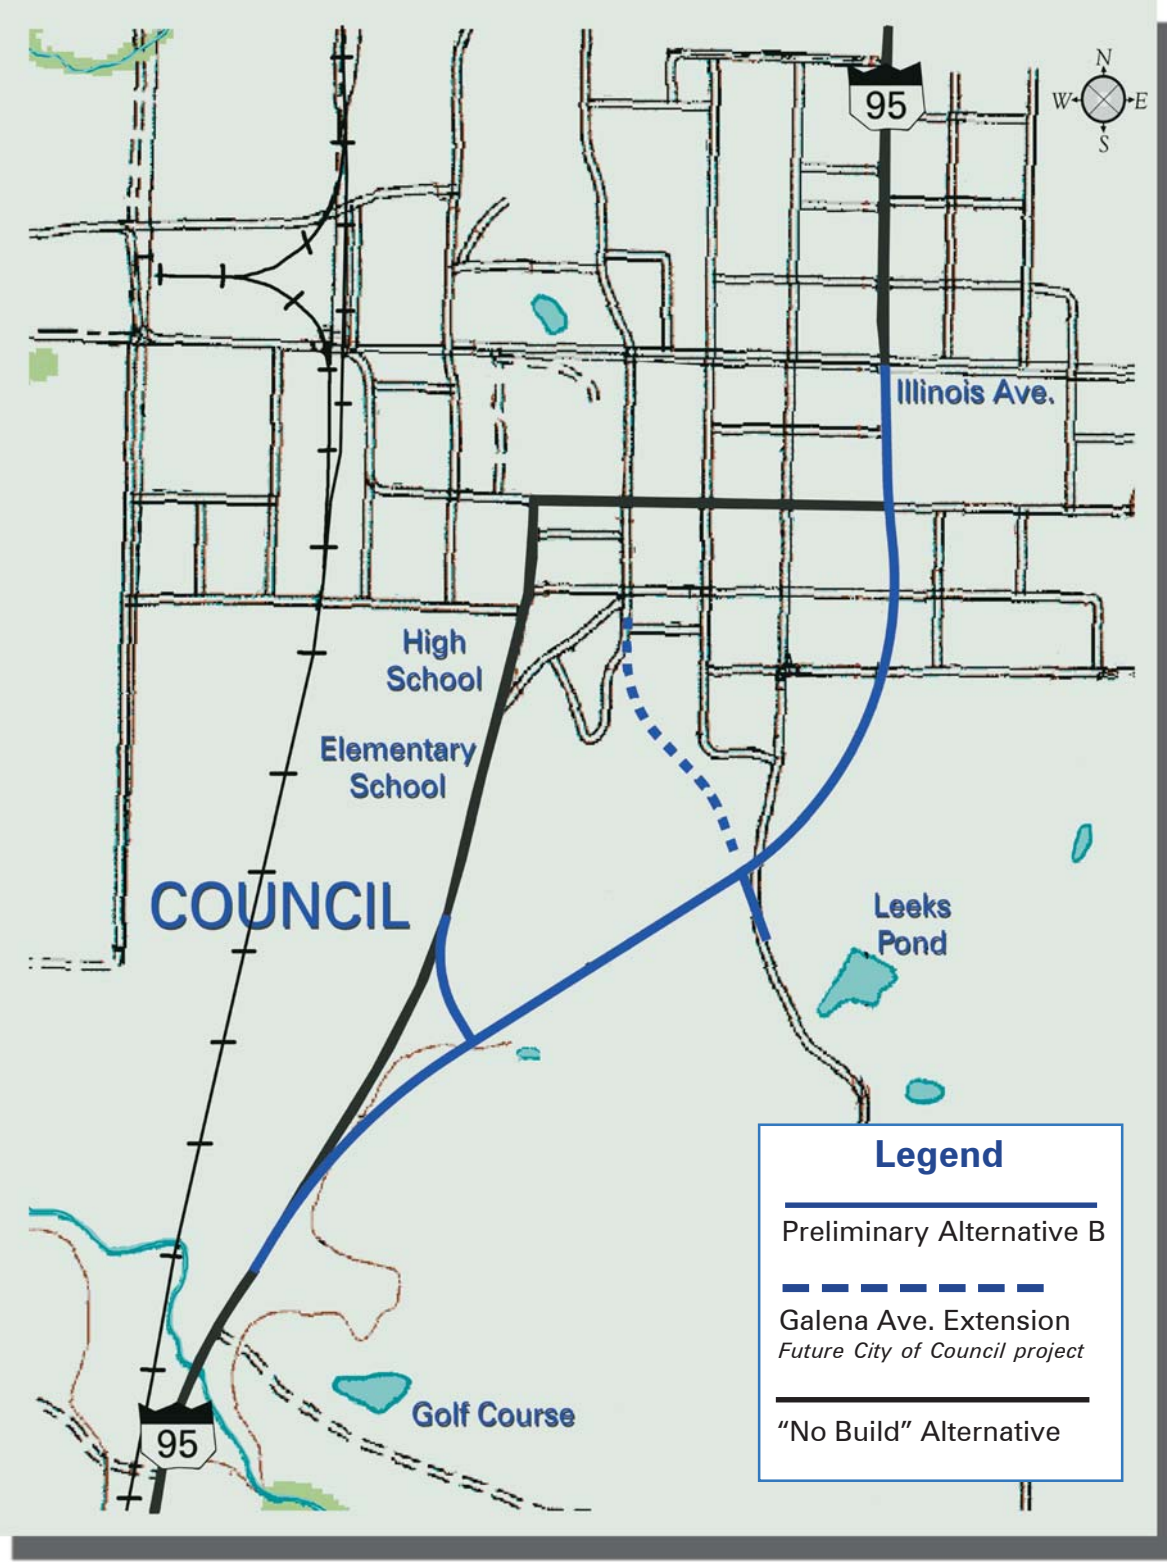 N
W E
S
95
Illinois Ave.
High
School
Elementary
School
COUNCIL
Leeks
Pond
Legend
Preliminary Alternative B
Galena Ave. Extension
Future City of Council project
“No Build” Alternative
Golf Course
95